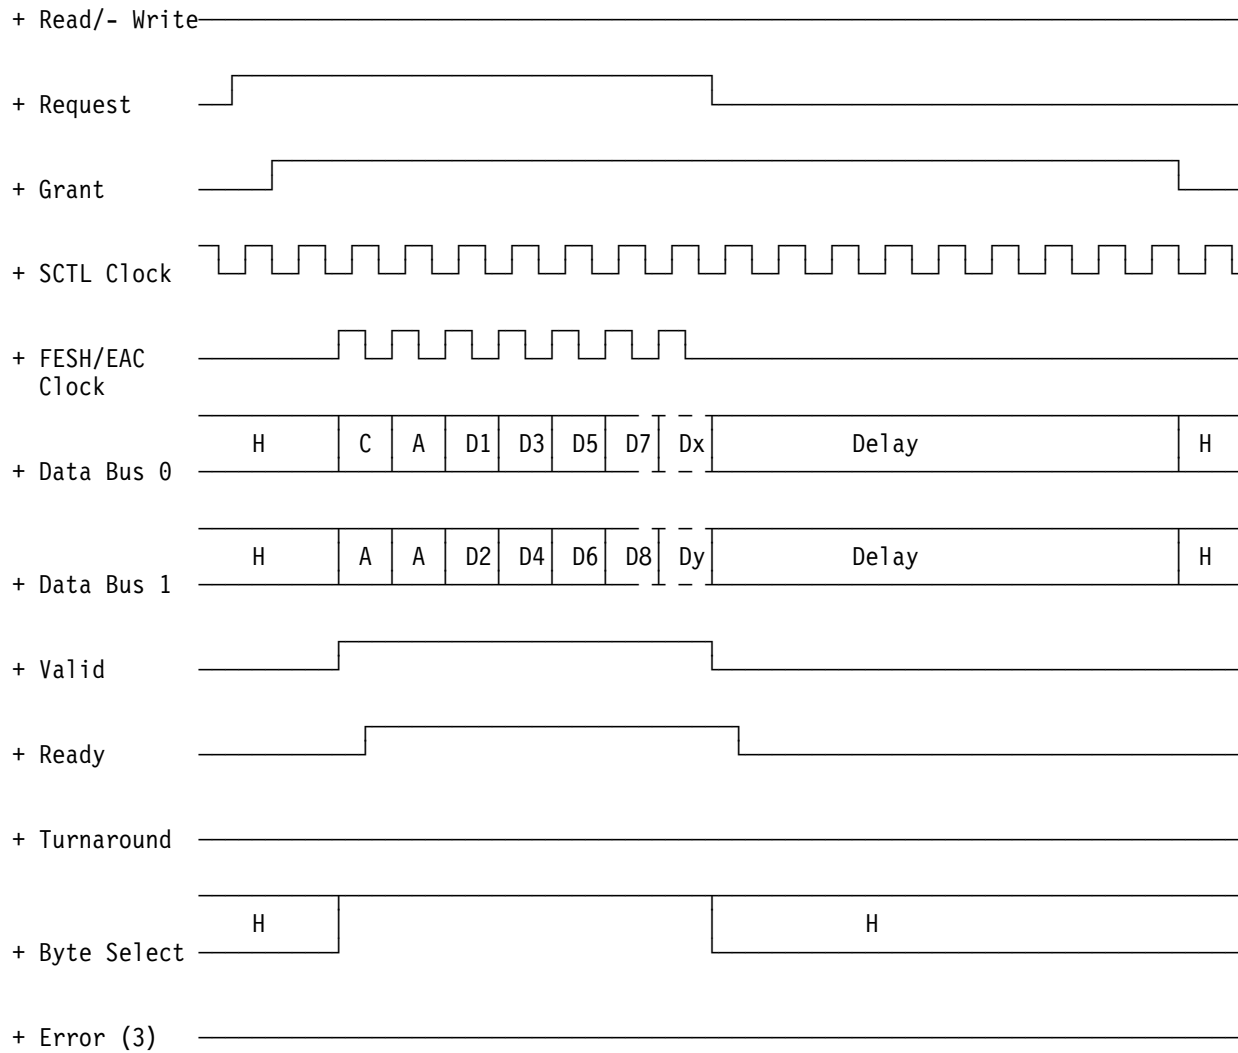 + Read/- Write
+ Request
+ Grant
+ SCTL Clock
+ FESH/EAC
Clock
H C A D1 D3 D5 D7 Dx Delay H
+ Data Bus 0
H A A D2 D4 D6 D8 Dy Delay H
+ Data Bus 1
+ Valid
+ Ready
+ Turnaround
H H
+ Byte Select
+ Error (3)